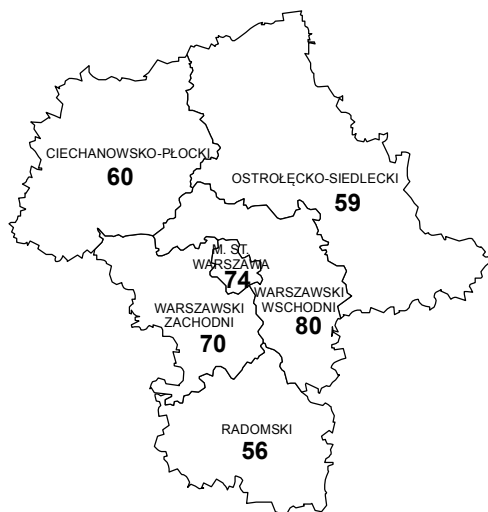 CIECHANOWSKO-PŁOCKI
60
OSTROŁĘCKO-SIEDLECKI
59
M. ST.
WARSZAWA
74
WARSZAWSKI
WSCHODNI
80
WARSZAWSKI
ZACHODNI
70
RADOMSKI
56